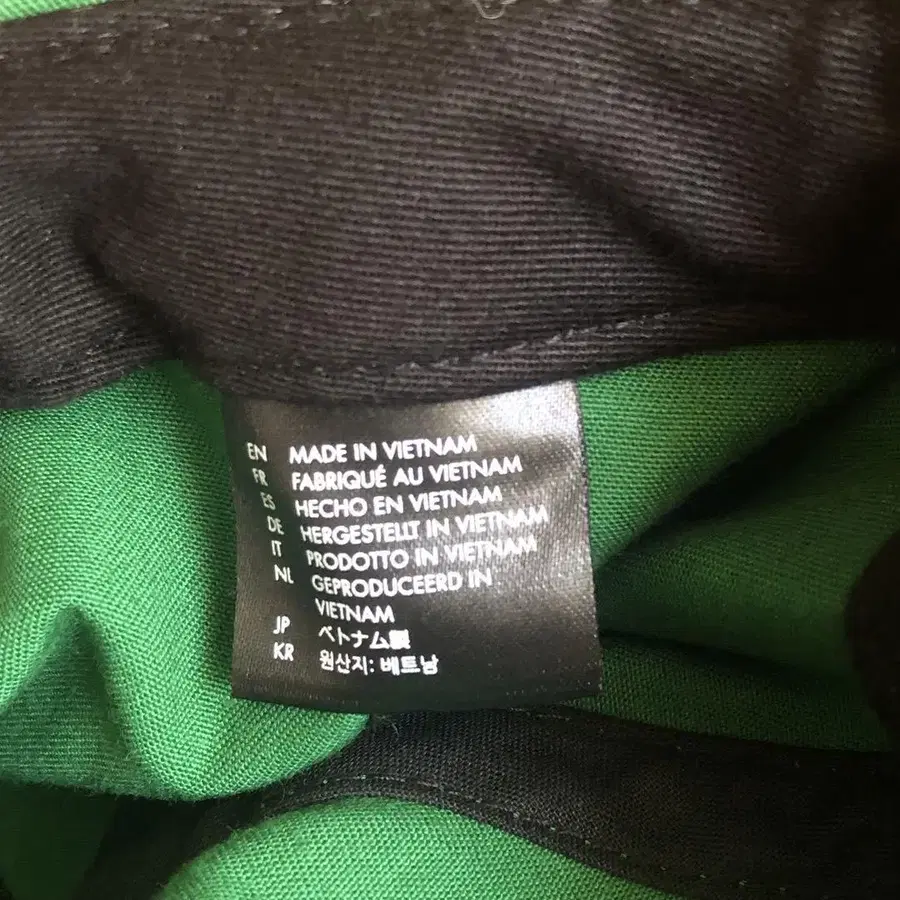 EN MADE IN VIETNAM
FR FABRIQUÉ AU VIETNAM
ES HECHO EN VIETNAM
DE HERGESTELLT IN VIETNAM
IT PRODOTTO IN VIETNAM
NL GEPRODUCEERD IN
VIETNAM
JP ベトナム製
KR 원산지: 베트남